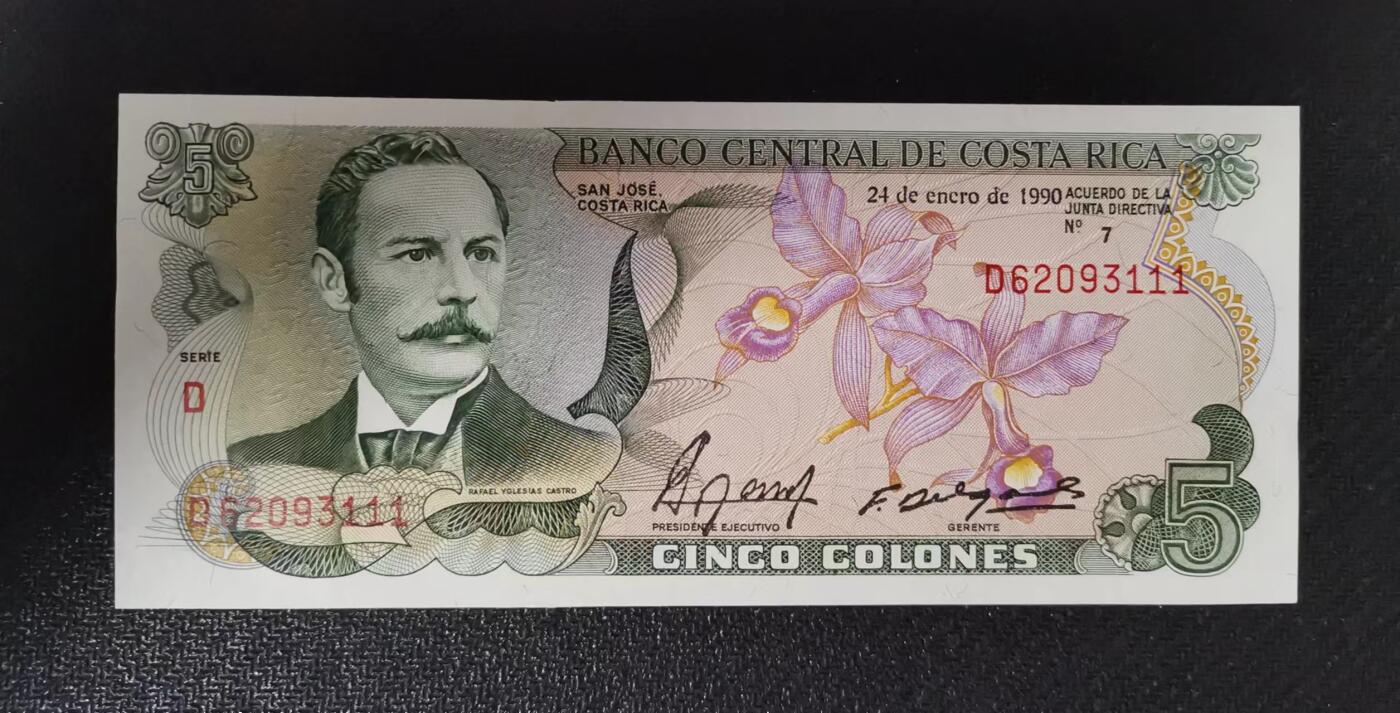 5
BANCO CENTRAL DE COSTA RICA
SAN JOSÉ,
COSTA RICA
24 de enero de 1990
ACUERDO DE LA
JUNTA DIRECTIVA
Nº 7
D62093111
SERIE
D
RAFAEL YGLESIAS CASTRO
D62093111
PRESIDENTE EJECUTIVO
GERENTE
CINCO COLONES
5